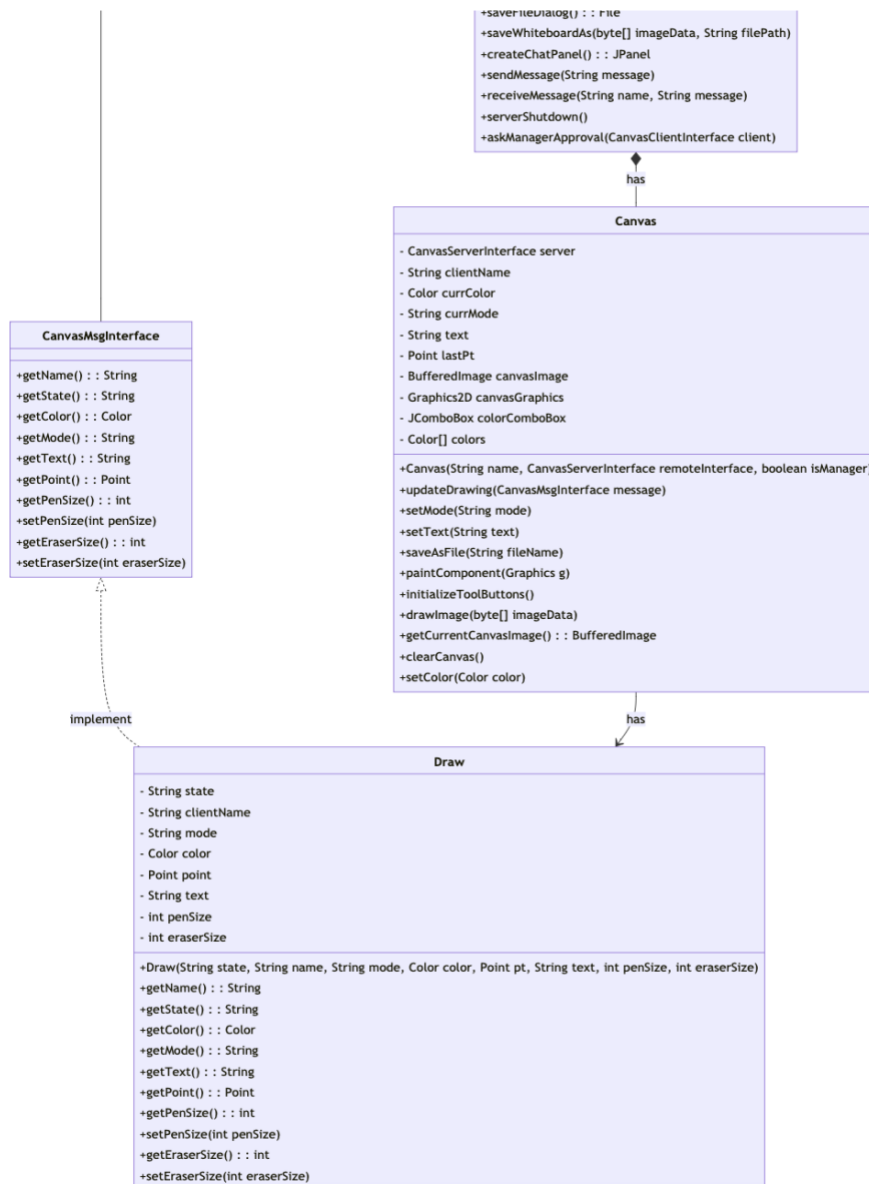 +saveFileDialog() : : File
+saveWhiteboardAs(byte[] imageData, String filePath)
+createChatPanel() : : JPanel
+sendMessage(String message)
+receiveMessage(String name, String message)
+serverShutdown()
+askManagerApproval(CanvasClientInterface client)
has
Canvas
- CanvasServerInterface server
- String clientName
- Color currColor
- String currMode
- String text
- Point lastPt
- BufferedImage canvasImage
- Graphics2D canvasGraphics
- JComboBox colorComboBox
- Color[] colors
+Canvas(String name, CanvasServerInterface remoteInterface, boolean isManager)
+updateDrawing(CanvasMsgInterface message)
+setMode(String mode)
+setText(String text)
+saveAsFile(String fileName)
+paintComponent(Graphics g)
+initializeToolButtons()
+drawImage(byte[] imageData)
+getCurrentCanvasImage() : : BufferedImage
+clearCanvas()
+setColor(Color color)
CanvasMsgInterface
+getName() : : String
+getState() : : String
+getColor() : : Color
+getMode() : : String
+getText() : : String
+getPoint() : : Point
+getPenSize() : : int
+setPenSize(int penSize)
+getEraserSize() : : int
+setEraserSize(int eraserSize)
implement
has
Draw
- String state
- String clientName
- String mode
- Color color
- Point point
- String text
- int penSize
- int eraserSize
+Draw(String state, String name, String mode, Color color, Point pt, String text, int penSize, int eraserSize)
+getName() : : String
+getState() : : String
+getColor() : : Color
+getMode() : : String
+getText() : : String
+getPoint() : : Point
+getPenSize() : : int
+setPenSize(int penSize)
+getEraserSize() : : int
+setEraserSize(int eraserSize)